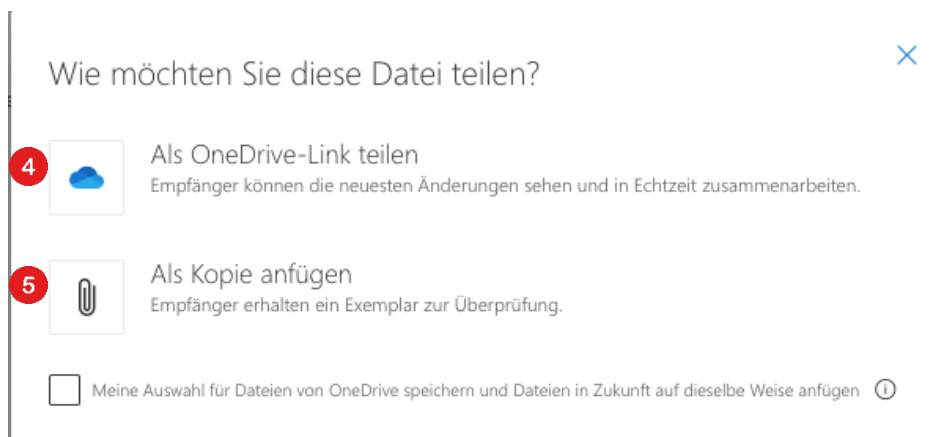 Wie möchten Sie diese Datei teilen?
4
Als OneDrive-Link teilen
Empfänger können die neuesten Änderungen sehen und in Echtzeit zusammenarbeiten.
5
Als Kopie anfügen
Empfänger erhalten ein Exemplar zur Überprüfung.
Meine Auswahl für Dateien von OneDrive speichern und Dateien in Zukunft auf dieselbe Weise anfügen